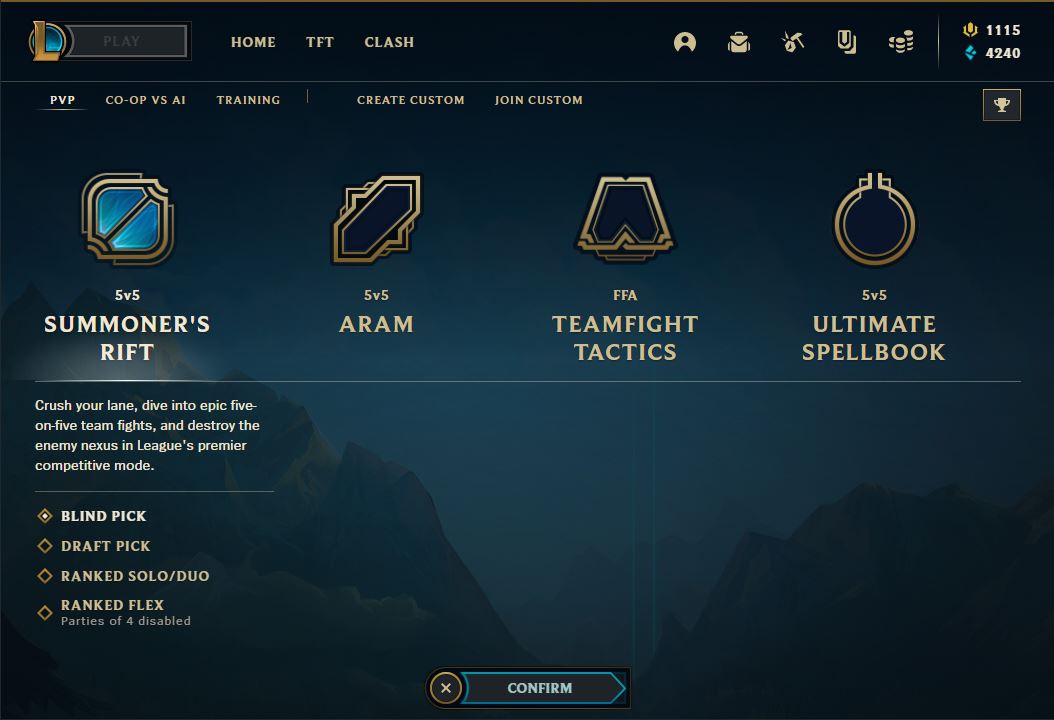 PLAY
HOME
TFT
CLASH
1115
4240
PVP
CO-OP VS AI
TRAINING
CREATE CUSTOM
JOIN CUSTOM
5v5
SUMMONER'S
RIFT
5v5
ARAM
FFA
TEAMFIGHT
TACTICS
5v5
ULTIMATE
SPELLBOOK
Crush your lane, dive into epic five-
on-five team fights, and destroy the
enemy nexus in League's premier
competitive mode.
BLIND PICK
DRAFT PICK
RANKED SOLO/DUO
RANKED FLEX
Parties of 4 disabled
CONFIRM